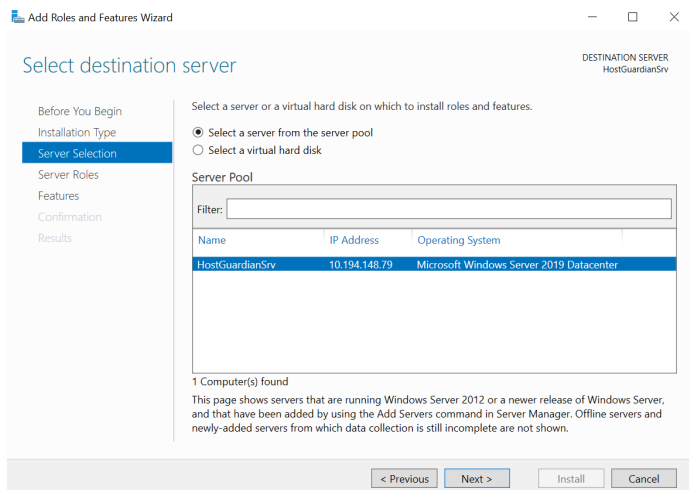 Add Roles and Features Wizard
Select destination server
DESTINATION SERVER
HostGuardianSrv
Before You Begin
Installation Type
Server Selection
Server Roles
Features
Confirmation
Results
Select a server or a virtual hard disk on which to install roles and features.
Select a server from the server pool
Select a virtual hard disk
Server Pool
Filter:
Name IP Address Operating System
HostGuardianSrv 10.194.148.79 Microsoft Windows Server 2019 Datacenter
1 Computer(s) found
This page shows servers that are running Windows Server 2012 or a newer release of Windows Server,
and that have been added by using the Add Servers command in Server Manager. Offline servers and
newly-added servers from which data collection is still incomplete are not shown.
< Previous Next > Install Cancel